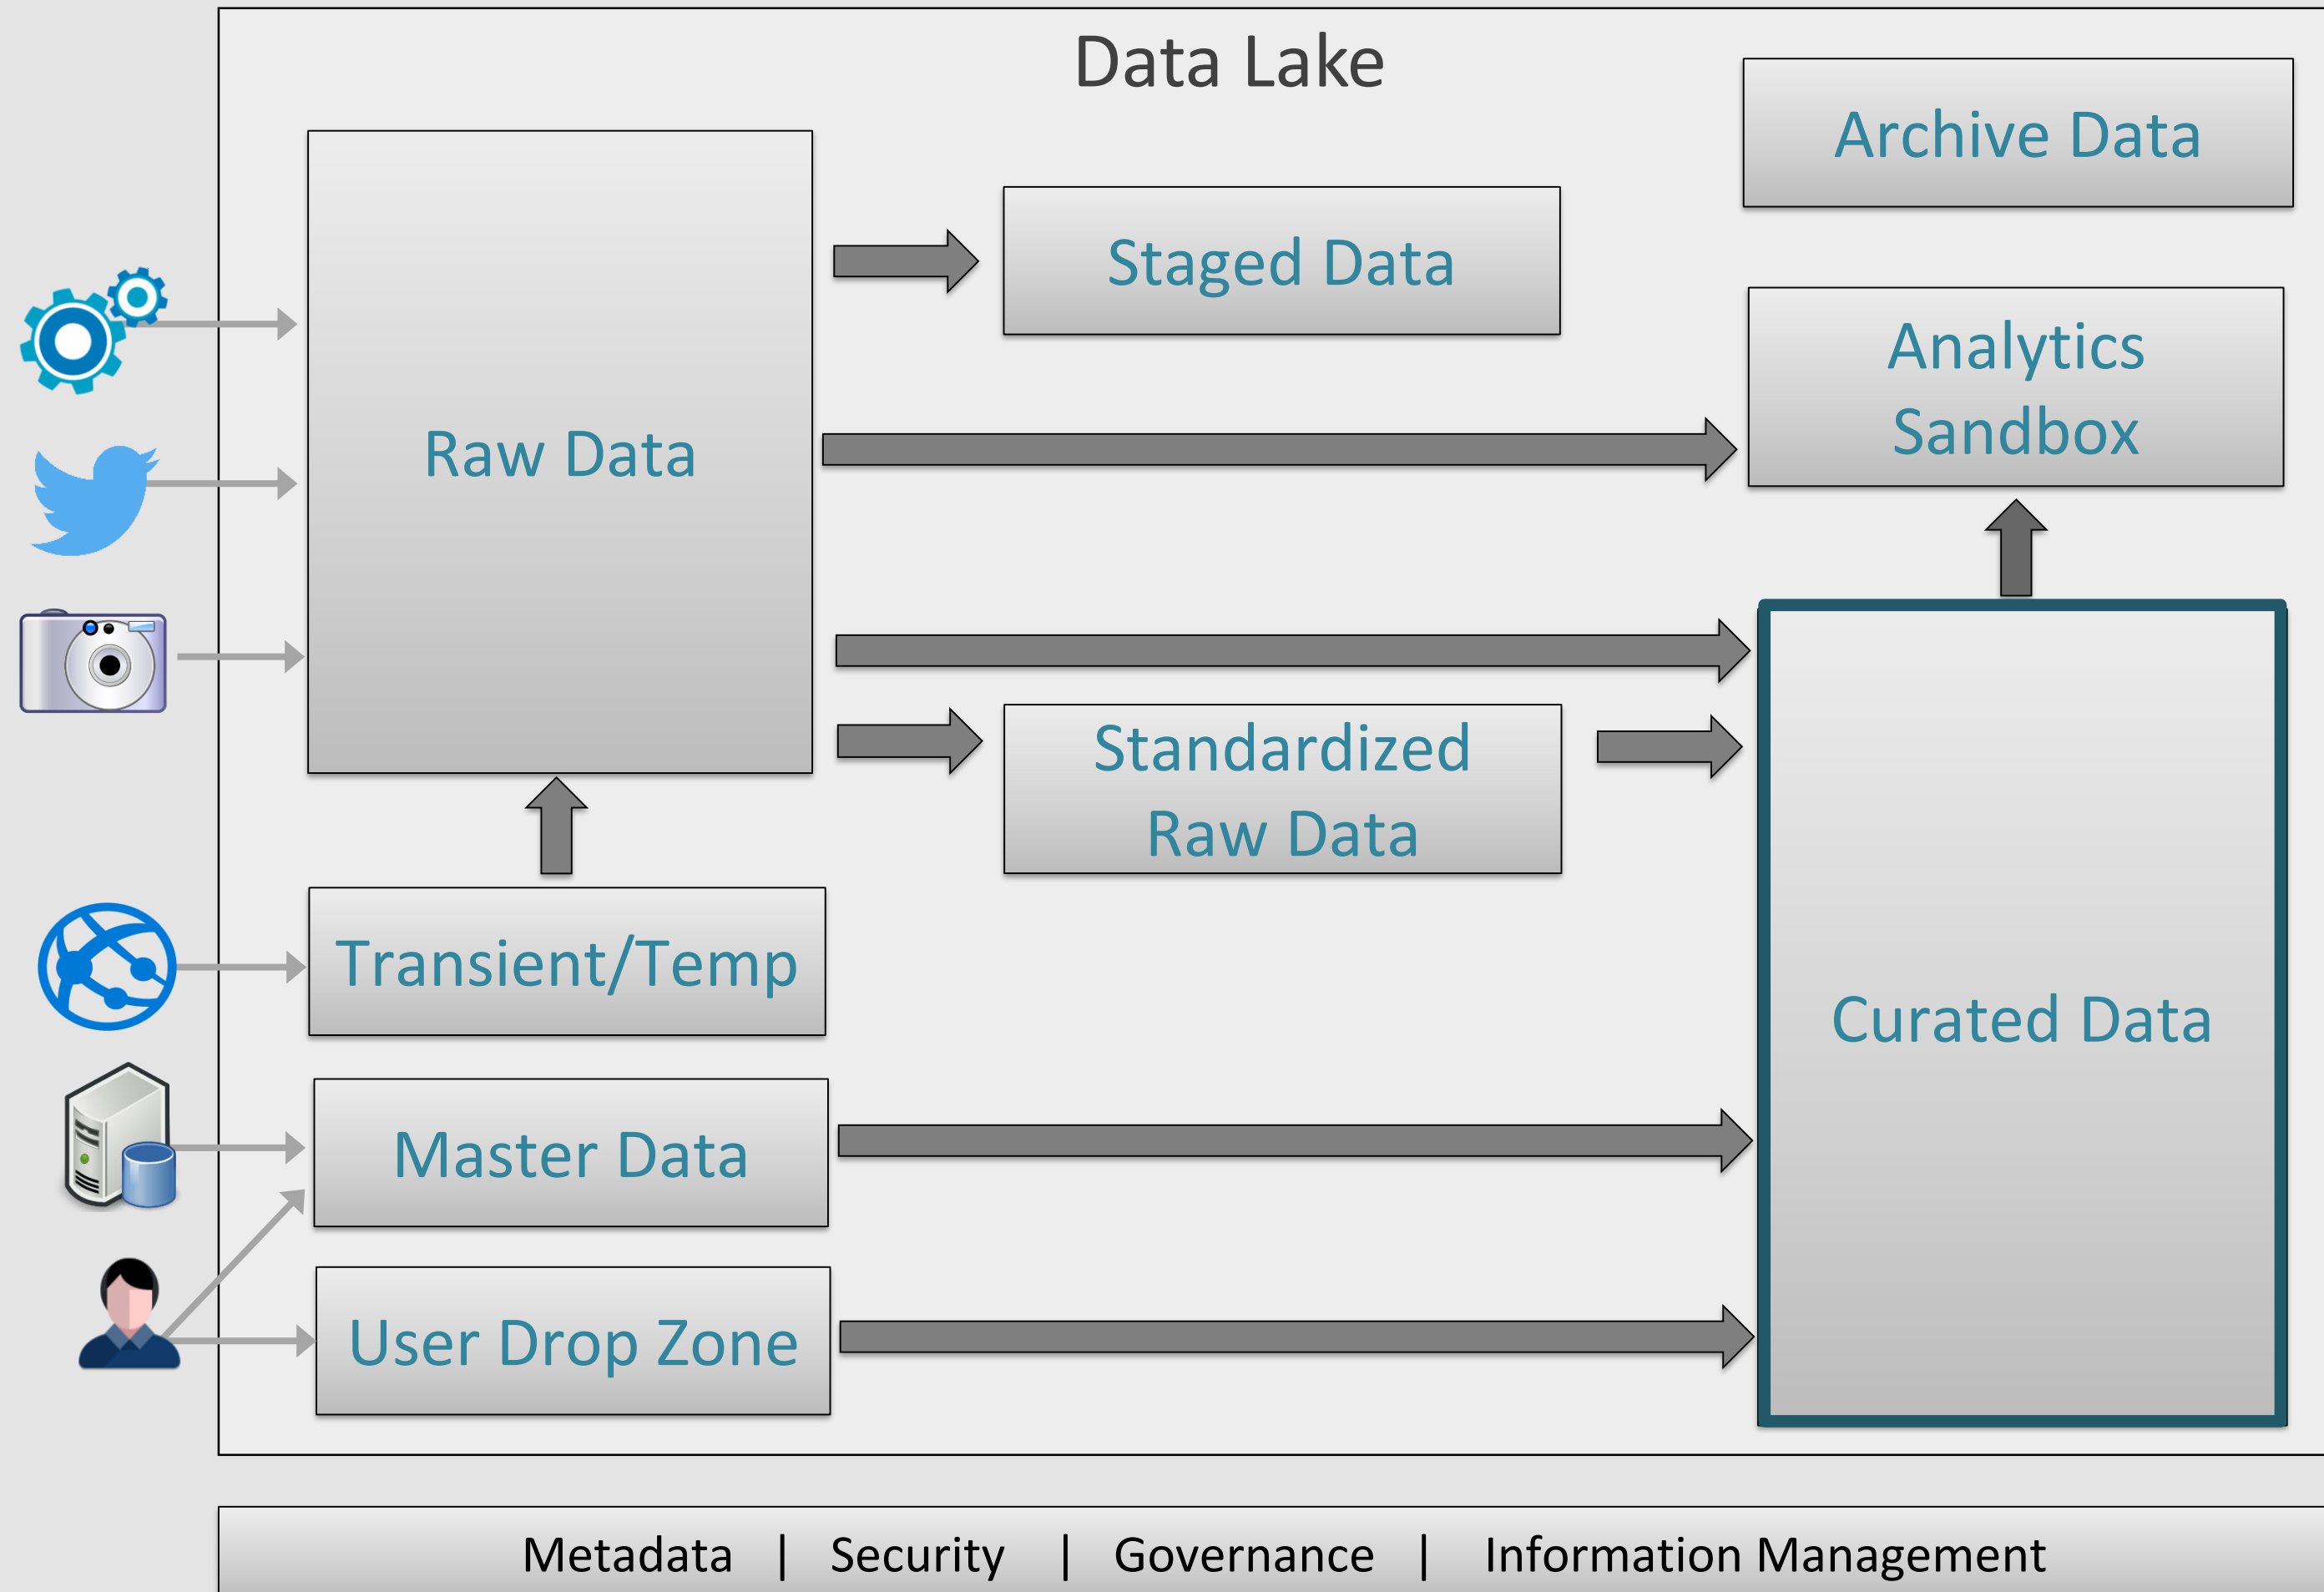 Data Lake
Archive Data
Staged Data
Analytics
Sandbox
Raw Data
Standardized
Raw Data
Transient/Temp
Curated Data
Master Data
User Drop Zone
Metadata | Security | Governance | Information Management